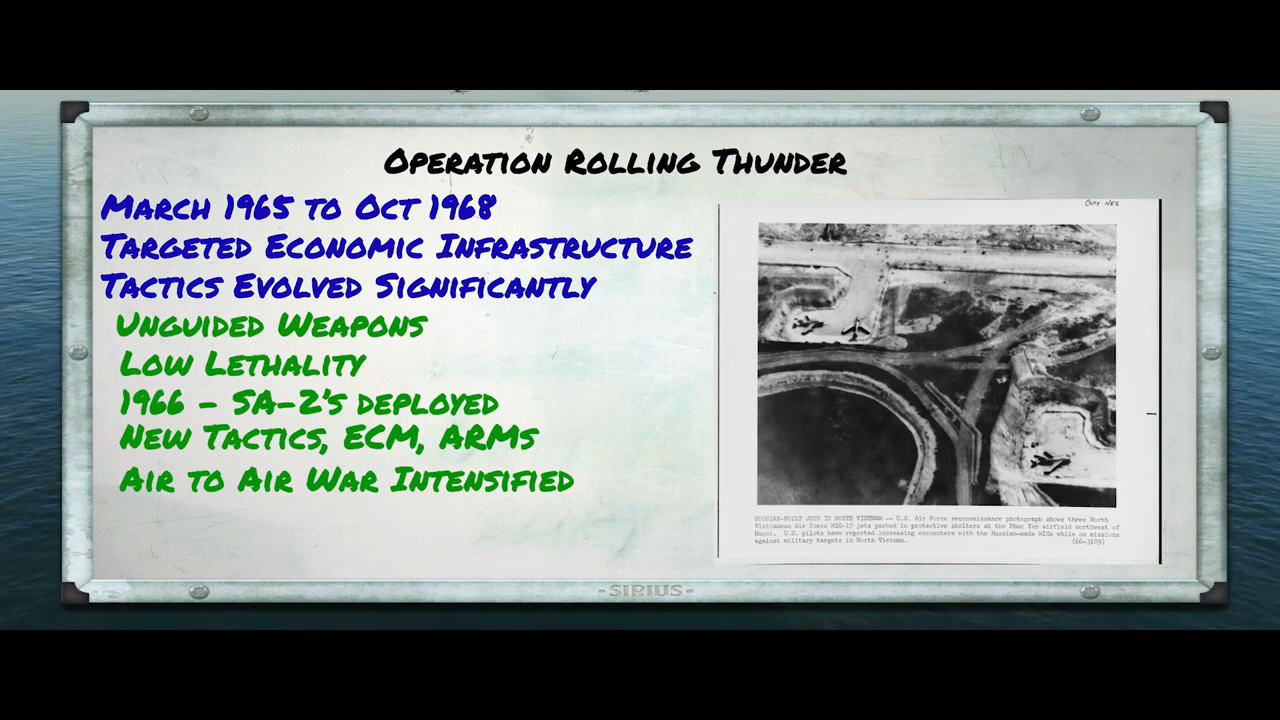 Operation Rolling Thunder
March 1965 to Oct 1968
Targeted Economic Infrastructure
Tactics Evolved Significantly
Unguided Weapons
Low Lethality
1966 - SA-2's deployed
New Tactics, ECM, ARMs
Air to Air War Intensified
COPY NEG
RUSSIAN-BUILT JETS IN NORTH VIETNAM -- U.S. Air Force reconnaissance photograph shows three North
Vietnamese Air Force MIG-17 jets parked in protective shelters at the Phuc Yen airfield northwest of
Hanoi. U.S. pilots have reported increasing encounters with the Russian-made MIGs while on missions
against military targets in North Vietnam. (66-3189)
- SIRIUS -